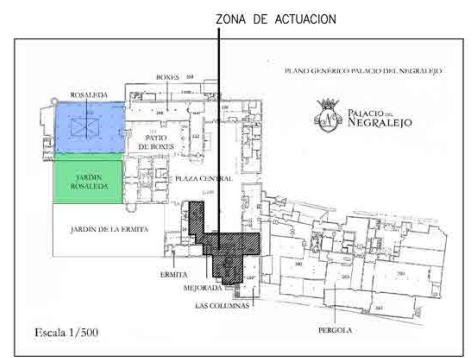 ZONA DE ACTUACION
PLANO GENÉRICO PALACIO DEL NEGRALEJO
BOXES
ROSALEDA
PALACIO DEL
NEGRALEJO
PATIO
DE BOXES
PLAZA CENTRAL
JARDIN
ROSALEDA
JARDIN DE LA ERMITA
ERMITA
MEJORADA
LAS COLUMNAS
PERGOLA
Escala 1/500